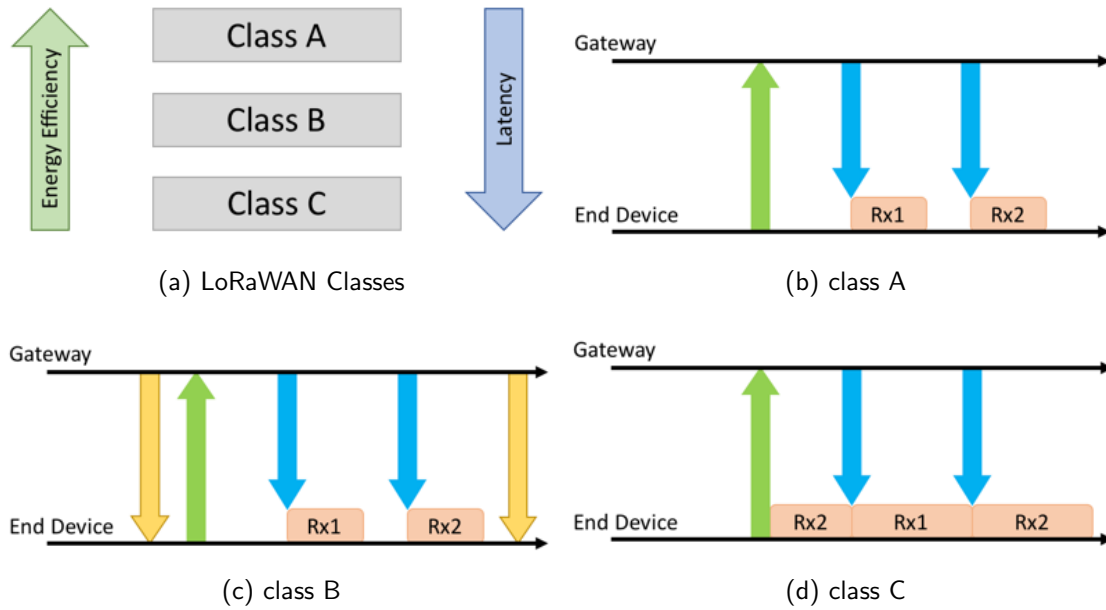 Energy Efficiency
Class A
Class B
Class C
Latency
(a) LoRaWAN Classes
Gateway
End Device
Rx1
Rx2
(b) class A
Gateway
End Device
Rx1
Rx2
(c) class B
Gateway
End Device
Rx2
Rx1
Rx2
(d) class C